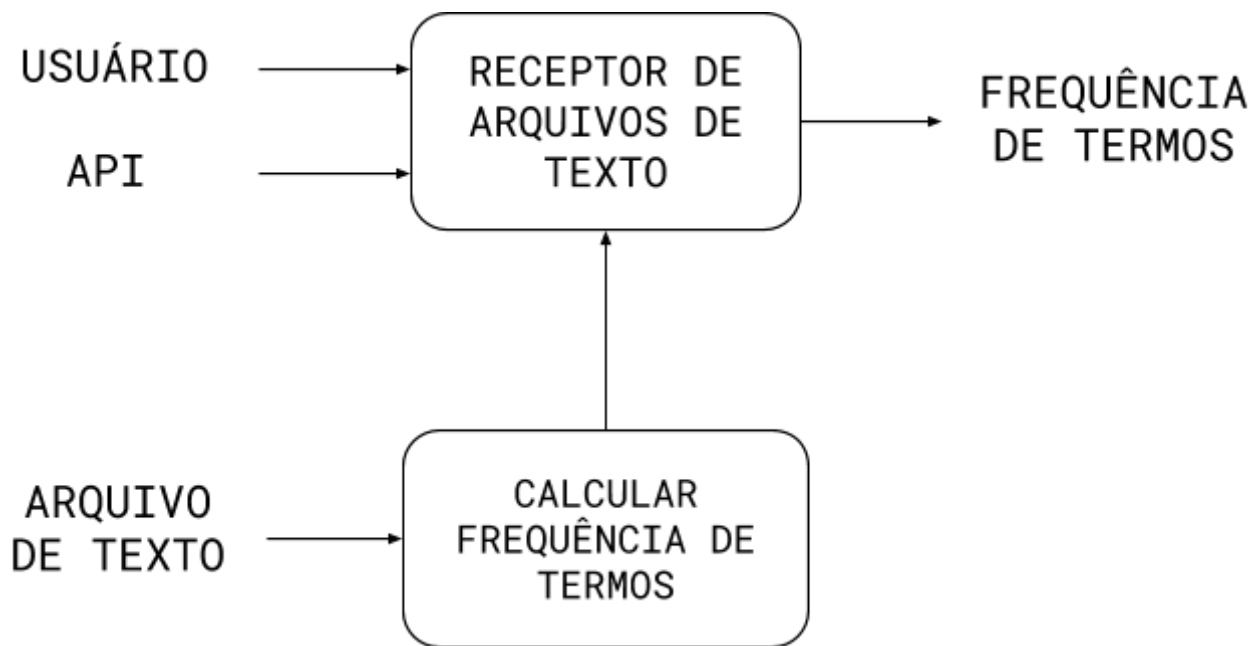 USUÁRIO
API
RECEPTOR DE
ARQUIVOS DE
TEXTO
FREQUÊNCIA
DE TERMOS
ARQUIVO
DE TEXTO
CALCULAR
FREQUÊNCIA DE
TERMOS